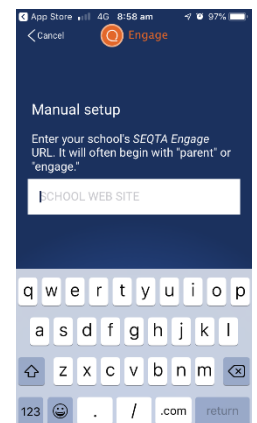 App Store 4G 8:58 am 97%
Cancel Engage
Manual setup
Enter your school's SEQTA Engage
URL. It will often begin with "parent" or
"engage."
SCHOOL WEB SITE
q w e r t y u i o p
a s d f g h j k l
z x c v b n m
123 . / .com return